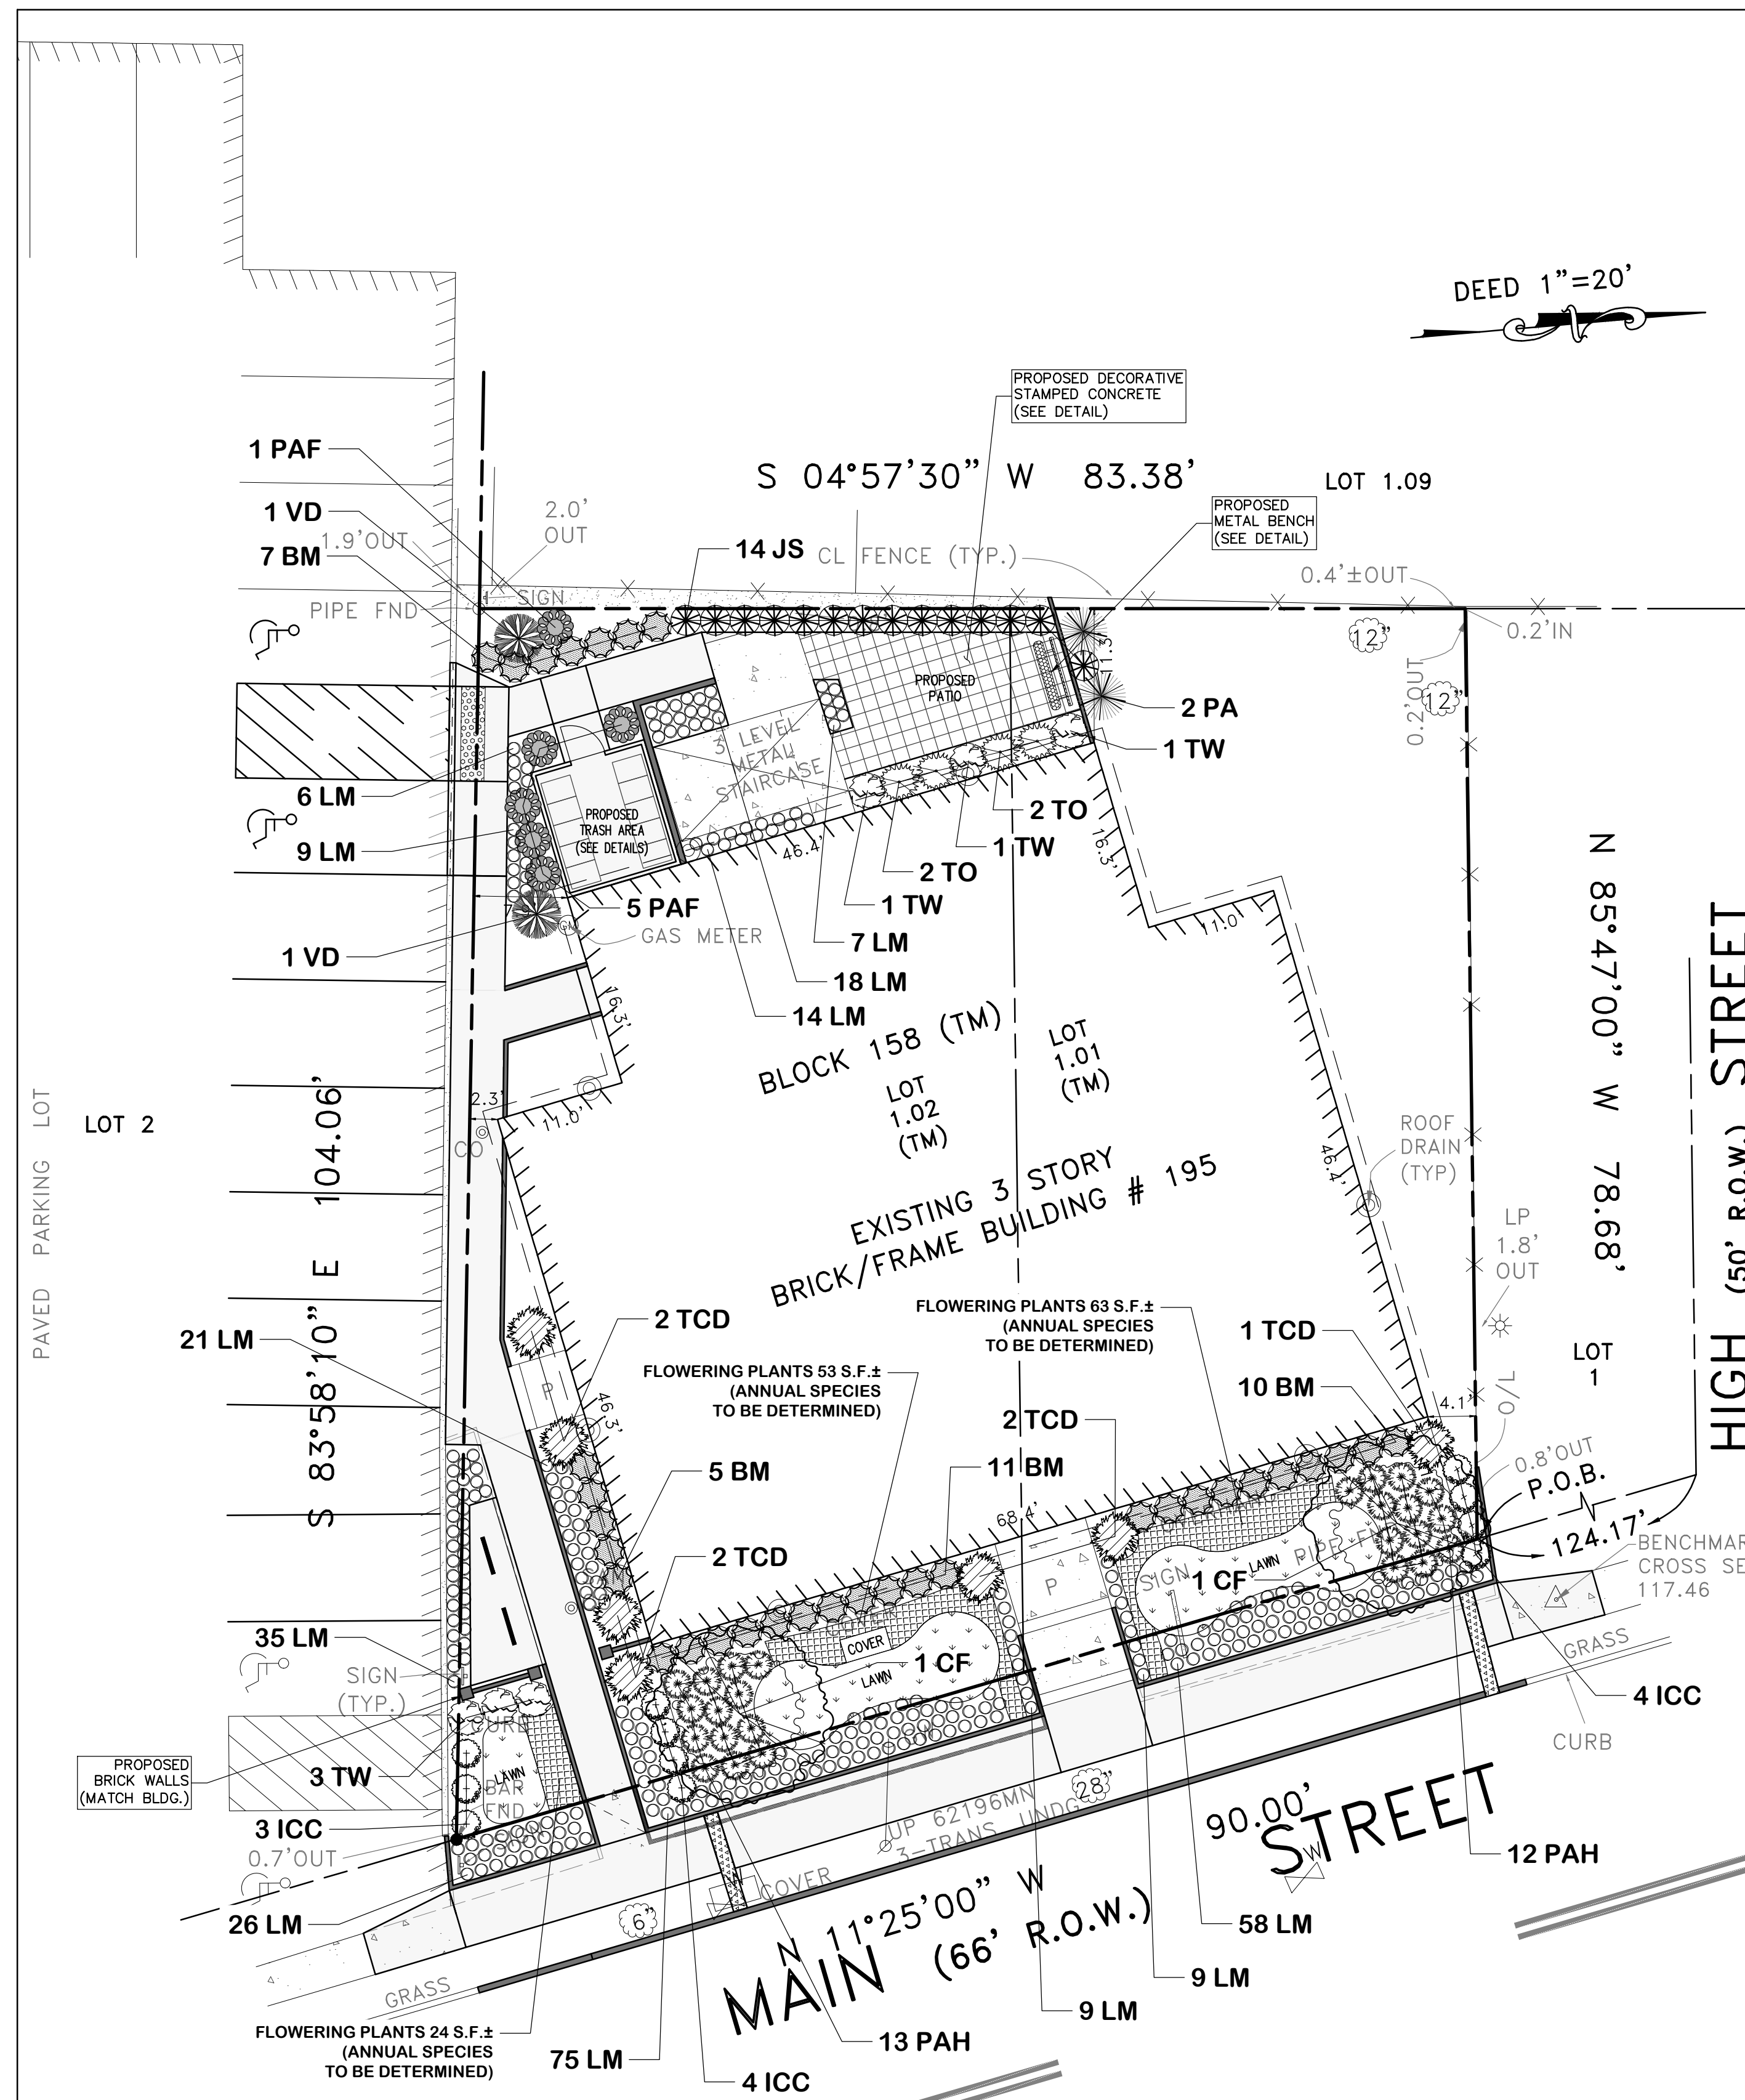 DEED 1”=20’
PROPOSED DECORATIVE
STAMPED CONCRETE
(SEE DETAIL)
1 PAF
S 04°57’30” W 83.38’
LOT 1.09
1 VD
2.0’
OUT
PROPOSED
METAL BENCH
(SEE DETAIL)
1.9’OUT
7 BM
14 JS
CL FENCE (TYP.)
0.4’±OUT
SIGN
PIPE FND
12”
0.2’IN
11.3’
0.2’OUT
12”
PROPOSED
PATIO
2 PA
3 LEVEL
METAL
STAIRCASE
1 TW
6 LM
PROPOSED
TRASH AREA
(SEE DETAILS)
2 TO
9 LM
46.4’
1 TW
16.3’
2 TO
1 TW
5 PAF
GM
GAS METER
11.0’
7 LM
1 VD
18 LM
14 LM
16.3’
N 85°47’00” W 78.68’
HIGH STREET
(50’ R.O.W.)
BLOCK 158 (TM)
LOT
1.01
(TM)
LOT
1.02
(TM)
PAVED PARKING LOT
LOT 2
S 83°58’10” E 104.06’
2.3’
CO
11.0’
ROOF
DRAIN
(TYP)
46.4’
EXISTING 3 STORY
BRICK/FRAME BUILDING # 195
LP
1.8’
OUT
FLOWERING PLANTS 63 S.F.±
(ANNUAL SPECIES
TO BE DETERMINED)
2 TCD
1 TCD
21 LM
LOT
1
FLOWERING PLANTS 53 S.F.±
(ANNUAL SPECIES
TO BE DETERMINED)
P
46.3’
10 BM
4.1’
O/L
2 TCD
5 BM
11 BM
0.8’OUT
P.O.B.
68.4’
124.17’
2 TCD
P
SIGN
1 CF
LAWN
PIPE F
BENCHMAR
CROSS SE
117.46
35 LM
COVER
1 CF
LAWN
GRASS
SIGN
(TYP.)
CURB
4 ICC
CURB
PROPOSED
BRICK WALLS
(MATCH BLDG.)
3 TW
LAWN
BAR
FND
3 ICC
SIGN
0.7’OUT
28”
UP 62196MN
3-TRANS UNDG
90.00’
12 PAH
W
COVER
26 LM
6”
58 LM
N 11°25’00” W
MAIN STREET
(66’ R.O.W.)
9 LM
GRASS
9 LM
FLOWERING PLANTS 24 S.F.±
(ANNUAL SPECIES
TO BE DETERMINED)
13 PAH
75 LM
4 ICC